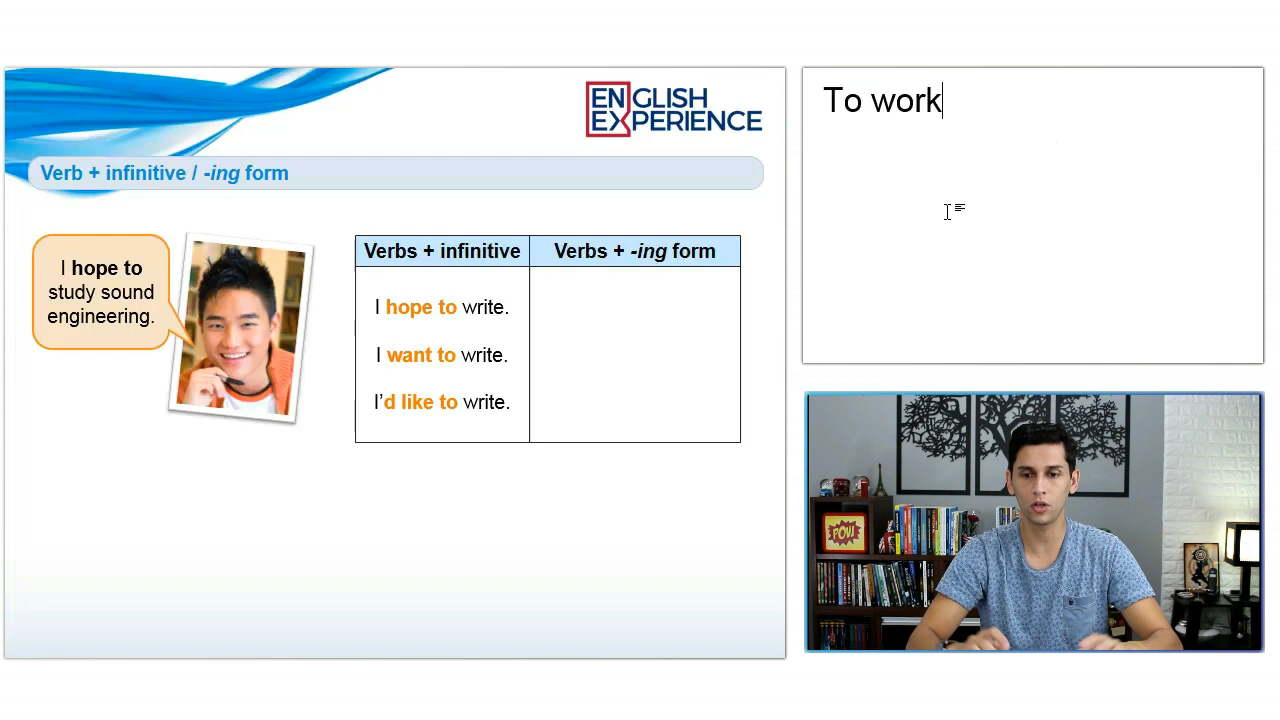 ENGLISH
EXPERIENCE
Verb + infinitive / -ing form
I hope to
study sound
engineering.
Verbs + infinitive
Verbs + -ing form
I hope to write.
I want to write.
I'd like to write.
To work
POW!